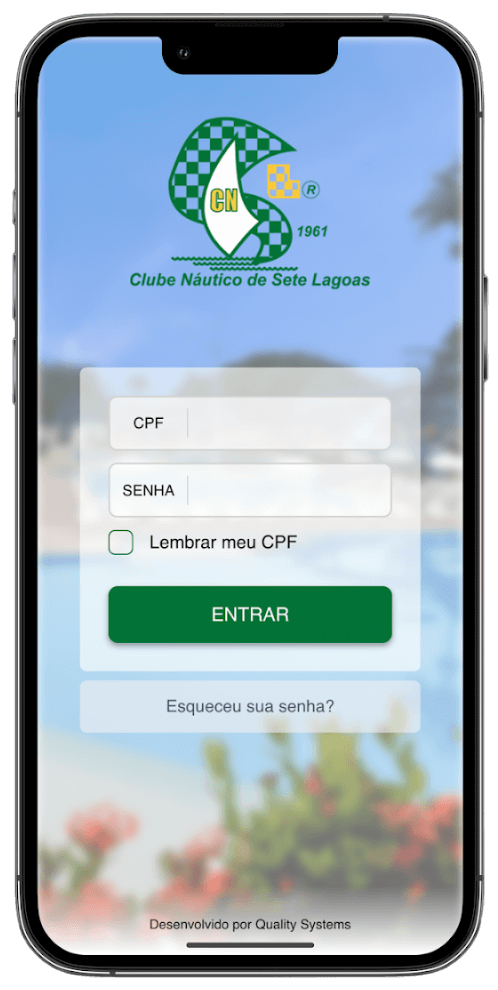 CN
®
1961
Clube Náutico de Sete Lagoas
CPF
SENHA
Lembrar meu CPF
ENTRAR
Esqueceu sua senha?
Desenvolvido por Quality Systems